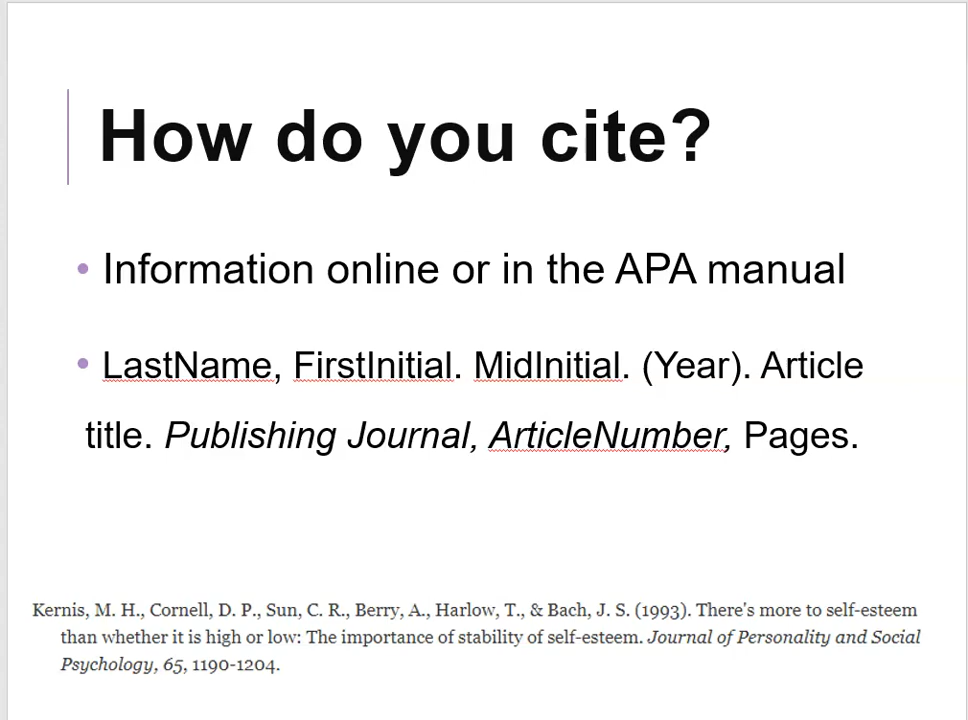 How do you cite?
• Information online or in the APA manual
• LastName, FirstInitial. MidInitial. (Year). Article
title. Publishing Journal, ArticleNumber, Pages.
Kernis, M. H., Cornell, D. P., Sun, C. R., Berry, A., Harlow, T., & Bach, J. S. (1993). There's more to self-esteem
than whether it is high or low: The importance of stability of self-esteem. Journal of Personality and Social
Psychology, 65, 1190-1204.